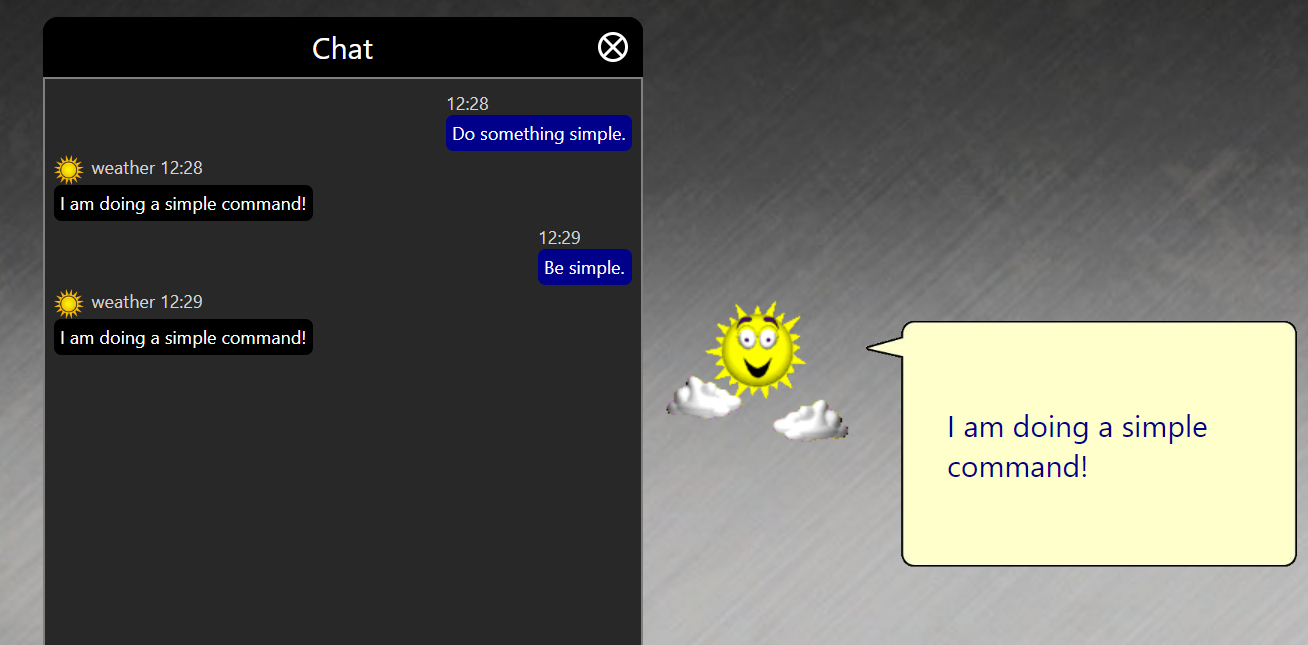 Chat
12:28
Do something simple.
weather 12:28
I am doing a simple command!
12:29
Be simple.
weather 12:29
I am doing a simple command!
I am doing a simple
command!